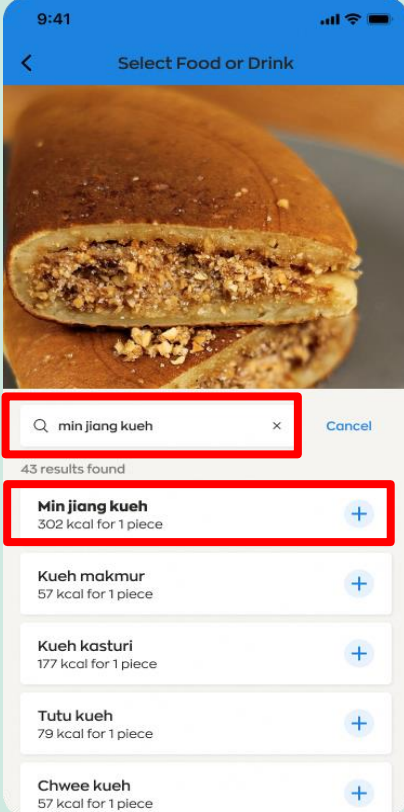 9:41
Select Food or Drink
min jiang kueh
Cancel
43 results found
Min jiang kueh
302 kcal for 1 piece
Kueh makmur
57 kcal for 1 piece
Kueh kasturi
177 kcal for 1 piece
Tutu kueh
79 kcal for 1 piece
Chwee kueh
57 kcal for 1 piece